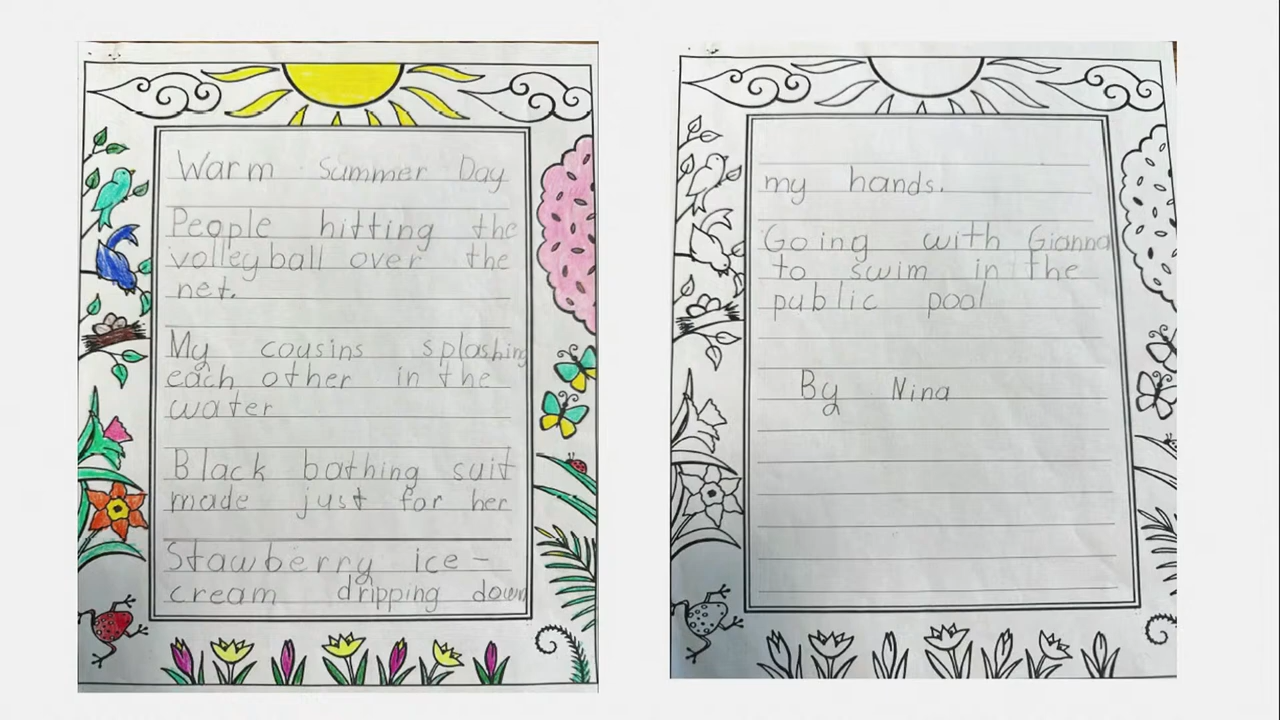 Warm Summer Day
People hitting the
volleyball over the
net.
My cousins splashing
each other in the
water
Black bathing suit
made just for her
Stawberry ice-
cream dripping down
my hands.
Going with Gianna
to swim in the
public pool
By Nina